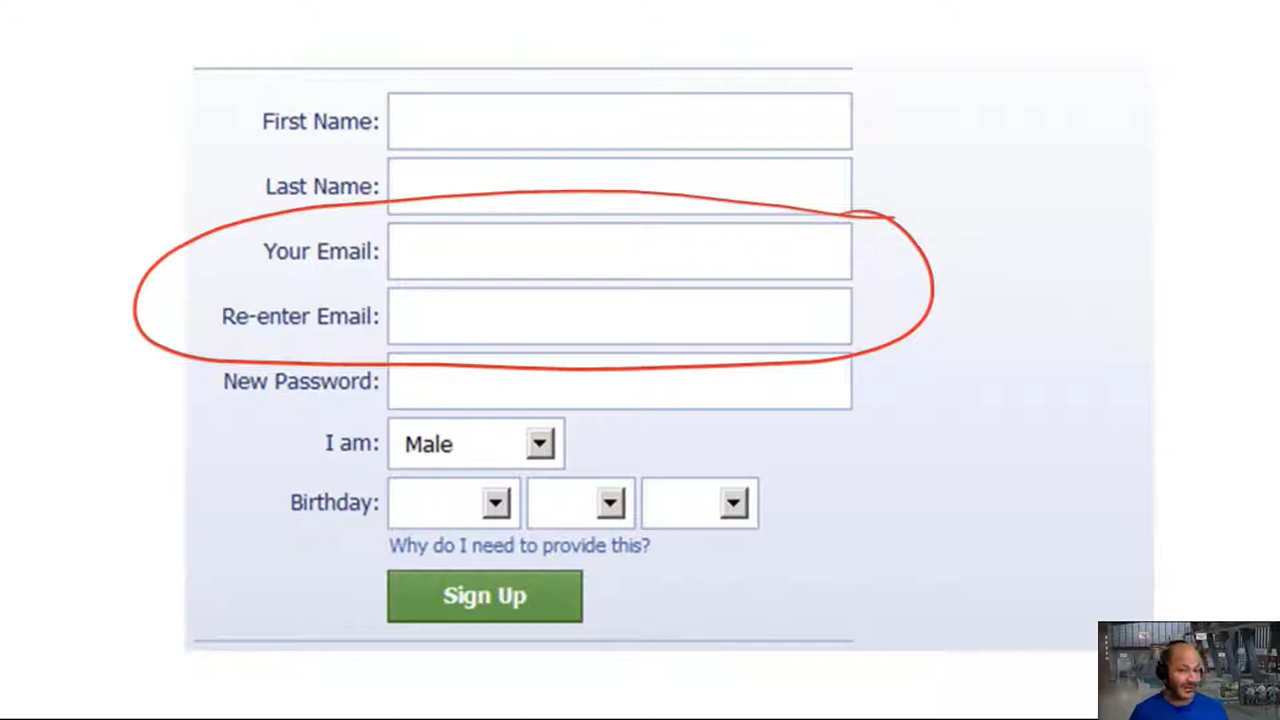 First Name:
Last Name:
Your Email:
Re-enter Email:
New Password:
I am: Male
Birthday:
Why do I need to provide this?
Sign Up